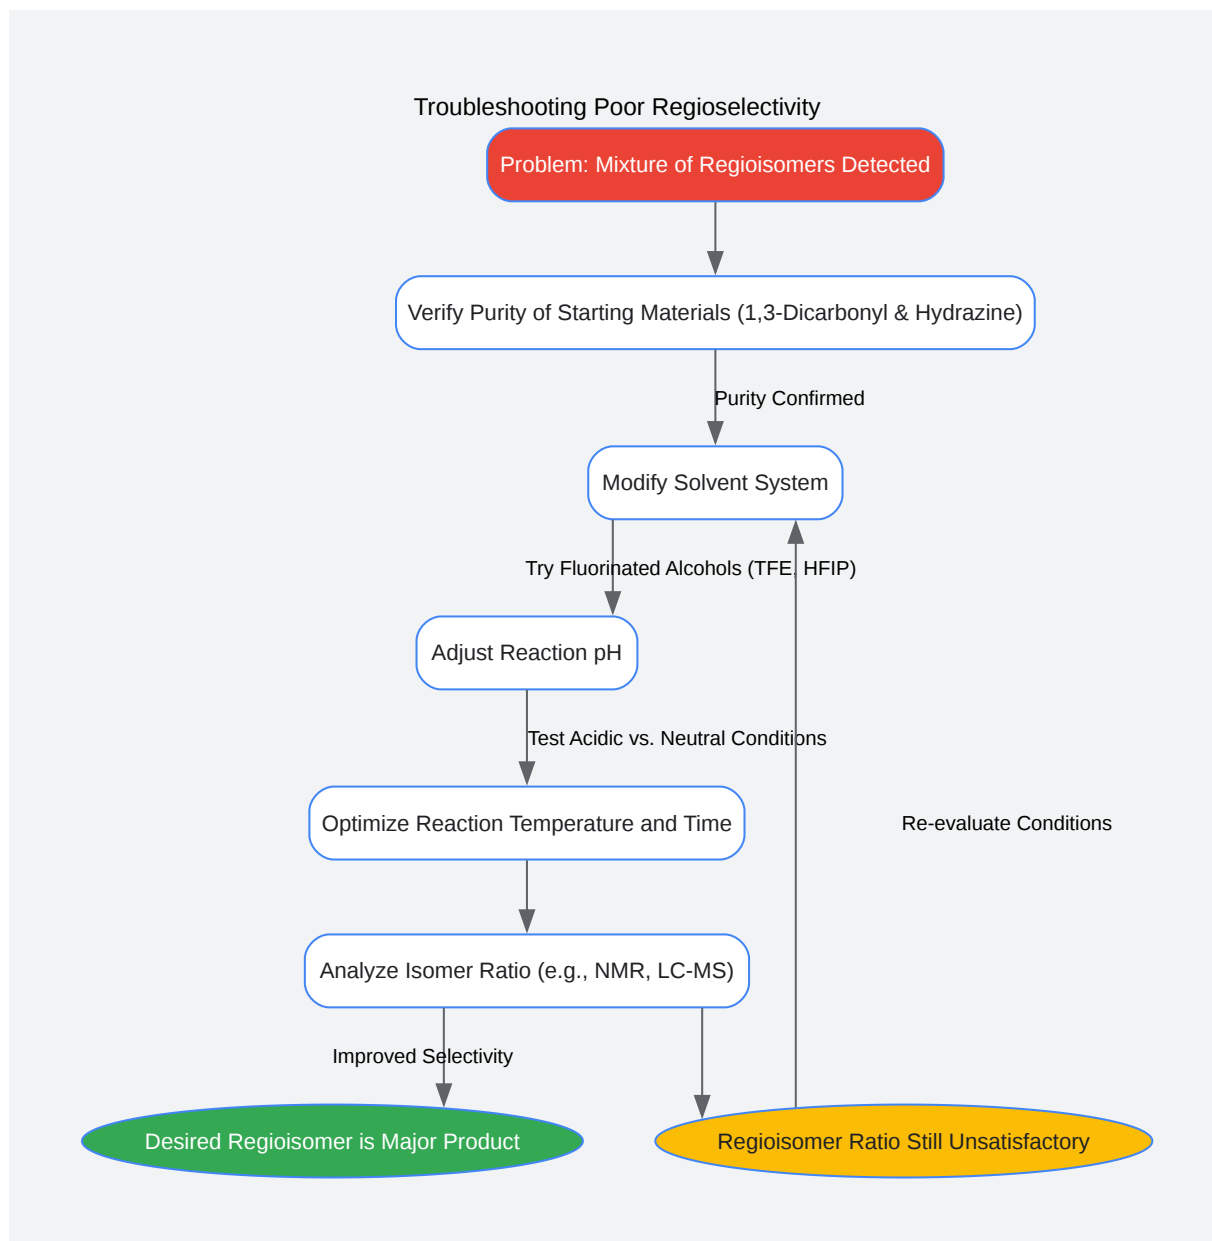 Troubleshooting Poor Regioselectivity
Problem: Mixture of Regioisomers Detected
Verify Purity of Starting Materials (1,3-Dicarbonyl & Hydrazine)
Purity Confirmed
Modify Solvent System
Try Fluorinated Alcohols (TFE, HFIP)
Adjust Reaction pH
Test Acidic vs. Neutral Conditions
Optimize Reaction Temperature and Time
Re-evaluate Conditions
Analyze Isomer Ratio (e.g., NMR, LC-MS)
Improved Selectivity
Desired Regioisomer is Major Product
Regioisomer Ratio Still Unsatisfactory